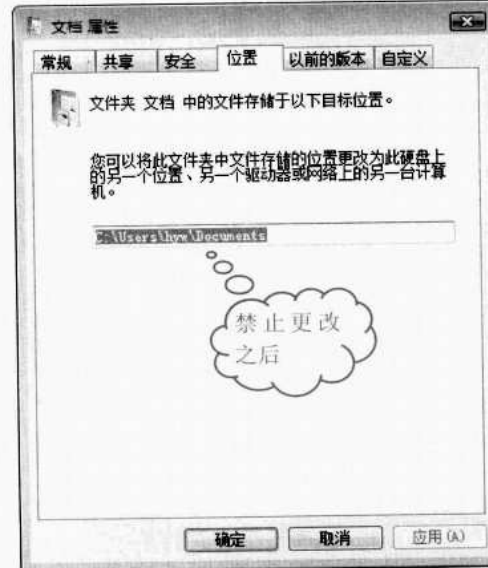 文档 属性
常规 共享 安全 位置 以前的版本 自定义
文件夹 文档 中的文件存储于以下目标位置。
您可以将此文件夹中文件存储的位置更改为此硬盘上
的另一个位置、另一个驱动器或网络上的另一台计算
机。
C:\Users\hyw\Documents
禁止更改
之后
确定 取消 应用(A)